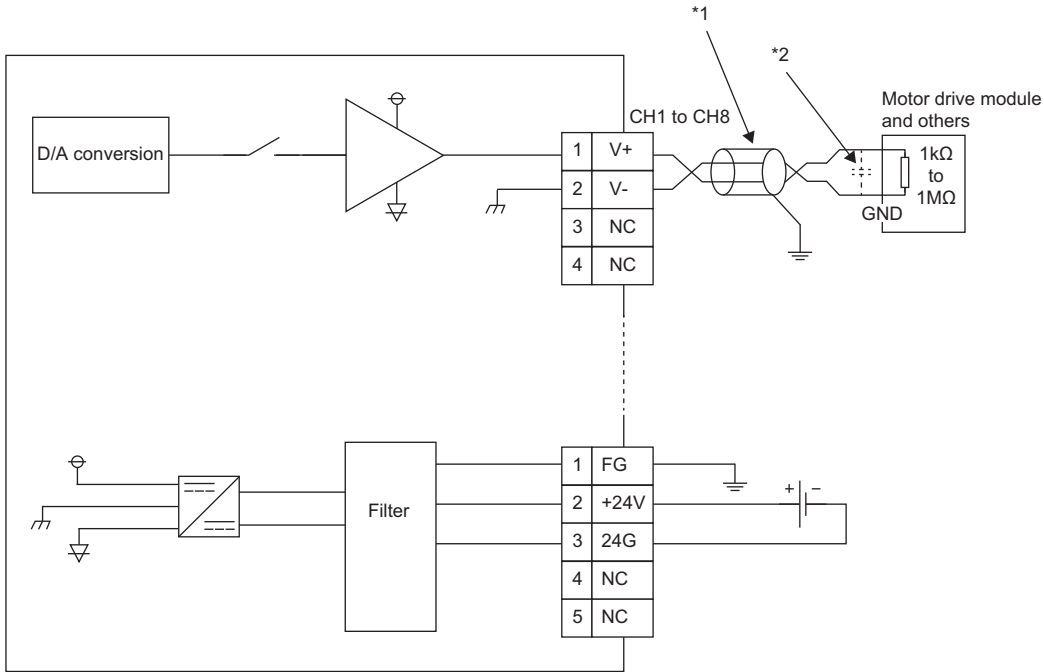 *1
*2
Motor drive module
and others
CH1 to CH8
D/A conversion
1 V+
2 V-
3 NC
4 NC
1kΩ
to
1MΩ
GND
1 FG
2 +24V
3 24G
4 NC
5 NC
Filter
+ −